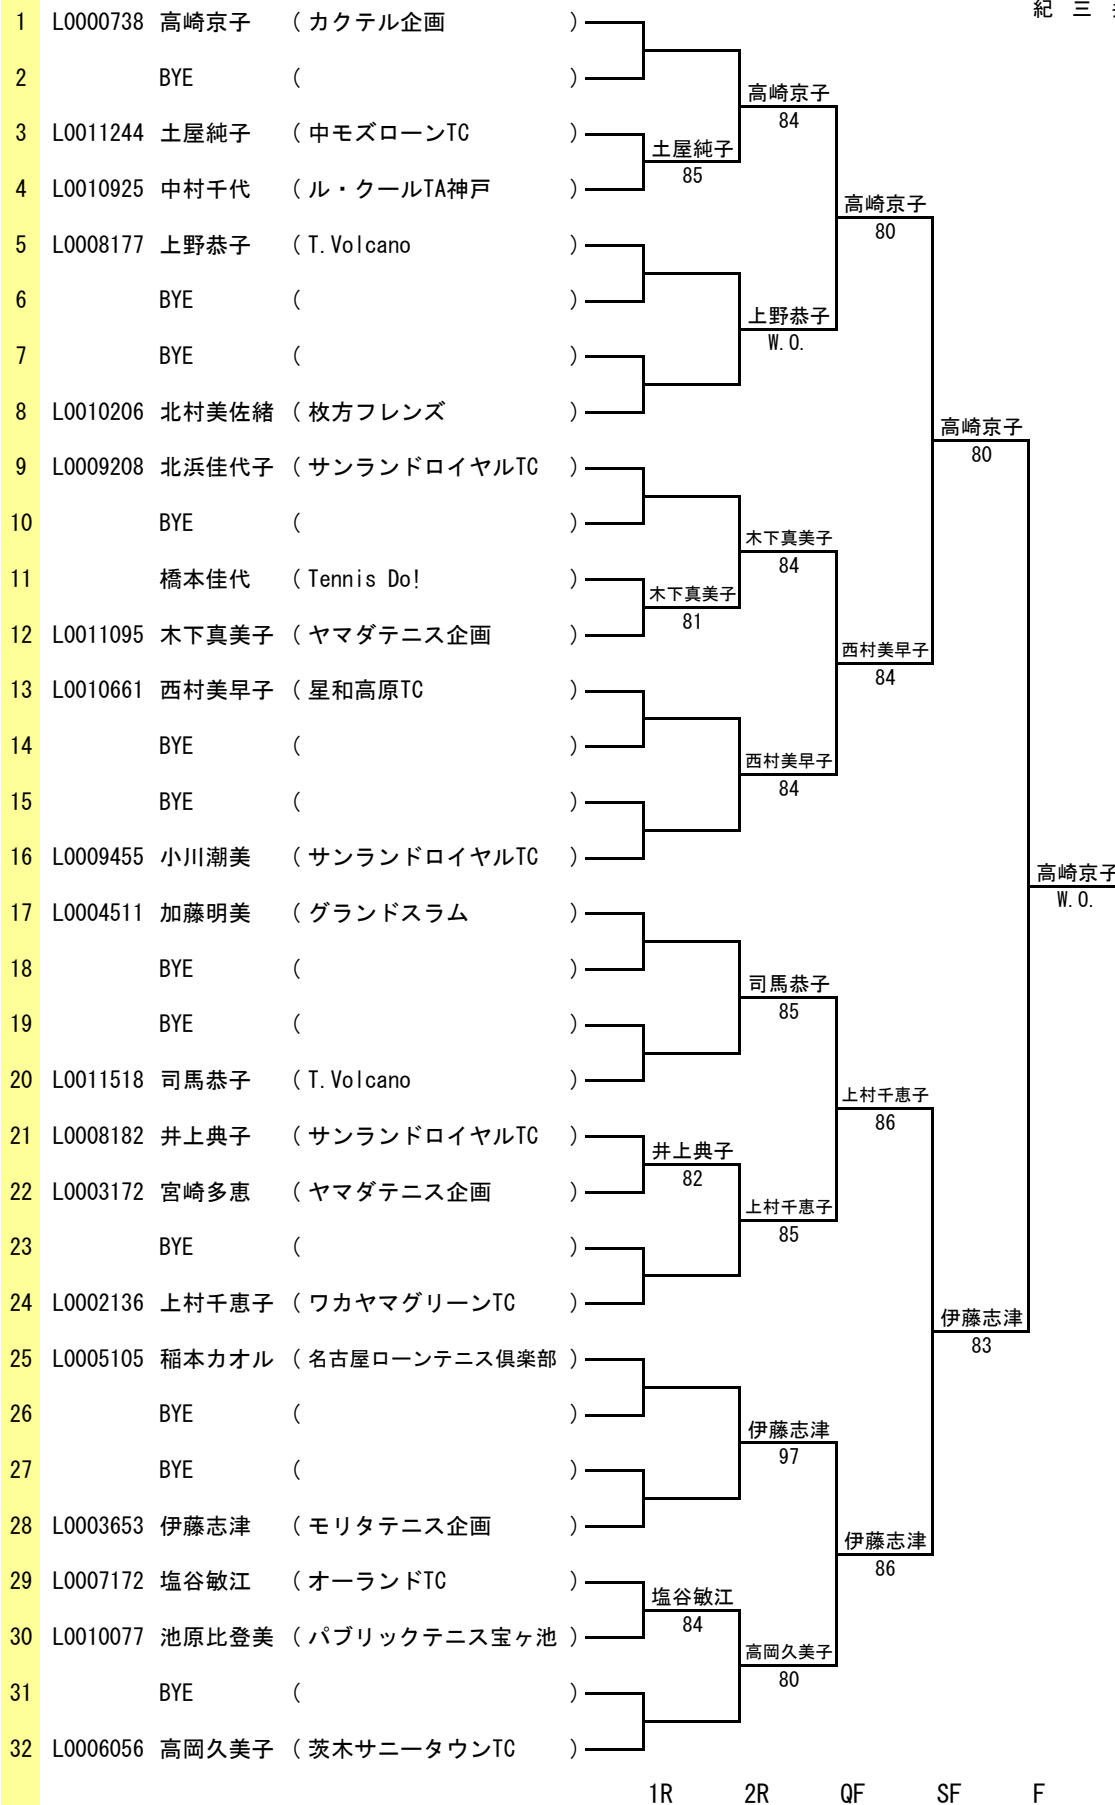 紀 三
1 L0000738 高崎京子 ( カクテル企画 )
2 BYE ( )
高崎京子
84
3 L0011244 土屋純子 ( 中モズローンTC )
土屋純子
85
4 L0010925 中村千代 ( ル・クールTA神戸 )
高崎京子
80
5 L0008177 上野恭子 ( T.Volcano )
6 BYE ( )
上野恭子
W.O.
7 BYE ( )
8 L0010206 北村美佐緒 ( 枚方フレンズ )
高崎京子
80
9 L0009208 北浜佳代子 ( サンランドロイヤルTC )
10 BYE ( )
木下真美子
84
11 橋本佳代 ( Tennis Do! )
木下真美子
81
12 L0011095 木下真美子 ( ヤマダテニス企画 )
西村美早子
84
13 L0010661 西村美早子 ( 星和高原TC )
14 BYE ( )
西村美早子
84
15 BYE ( )
16 L0009455 小川潮美 ( サンランドロイヤルTC )
高崎京子
W.O.
17 L0004511 加藤明美 ( グランドスラム )
18 BYE ( )
司馬恭子
85
19 BYE ( )
20 L0011518 司馬恭子 ( T.Volcano )
上村千恵子
86
21 L0008182 井上典子 ( サンランドロイヤルTC )
井上典子
82
22 L0003172 宮崎多恵 ( ヤマダテニス企画 )
上村千恵子
85
23 BYE ( )
24 L0002136 上村千恵子 ( ワカヤマグリーンTC )
伊藤志津
83
25 L0005105 稲本カオル ( 名古屋ローンテニス倶楽部 )
26 BYE ( )
伊藤志津
97
27 BYE ( )
28 L0003653 伊藤志津 ( モリタテニス企画 )
伊藤志津
86
29 L0007172 塩谷敏江 ( オーランドTC )
塩谷敏江
84
30 L0010077 池原比登美 ( パブリックテニス宝ヶ池 )
高岡久美子
80
31 BYE ( )
32 L0006056 高岡久美子 ( 茨木サニータウンTC )
1R 2R QF SF F